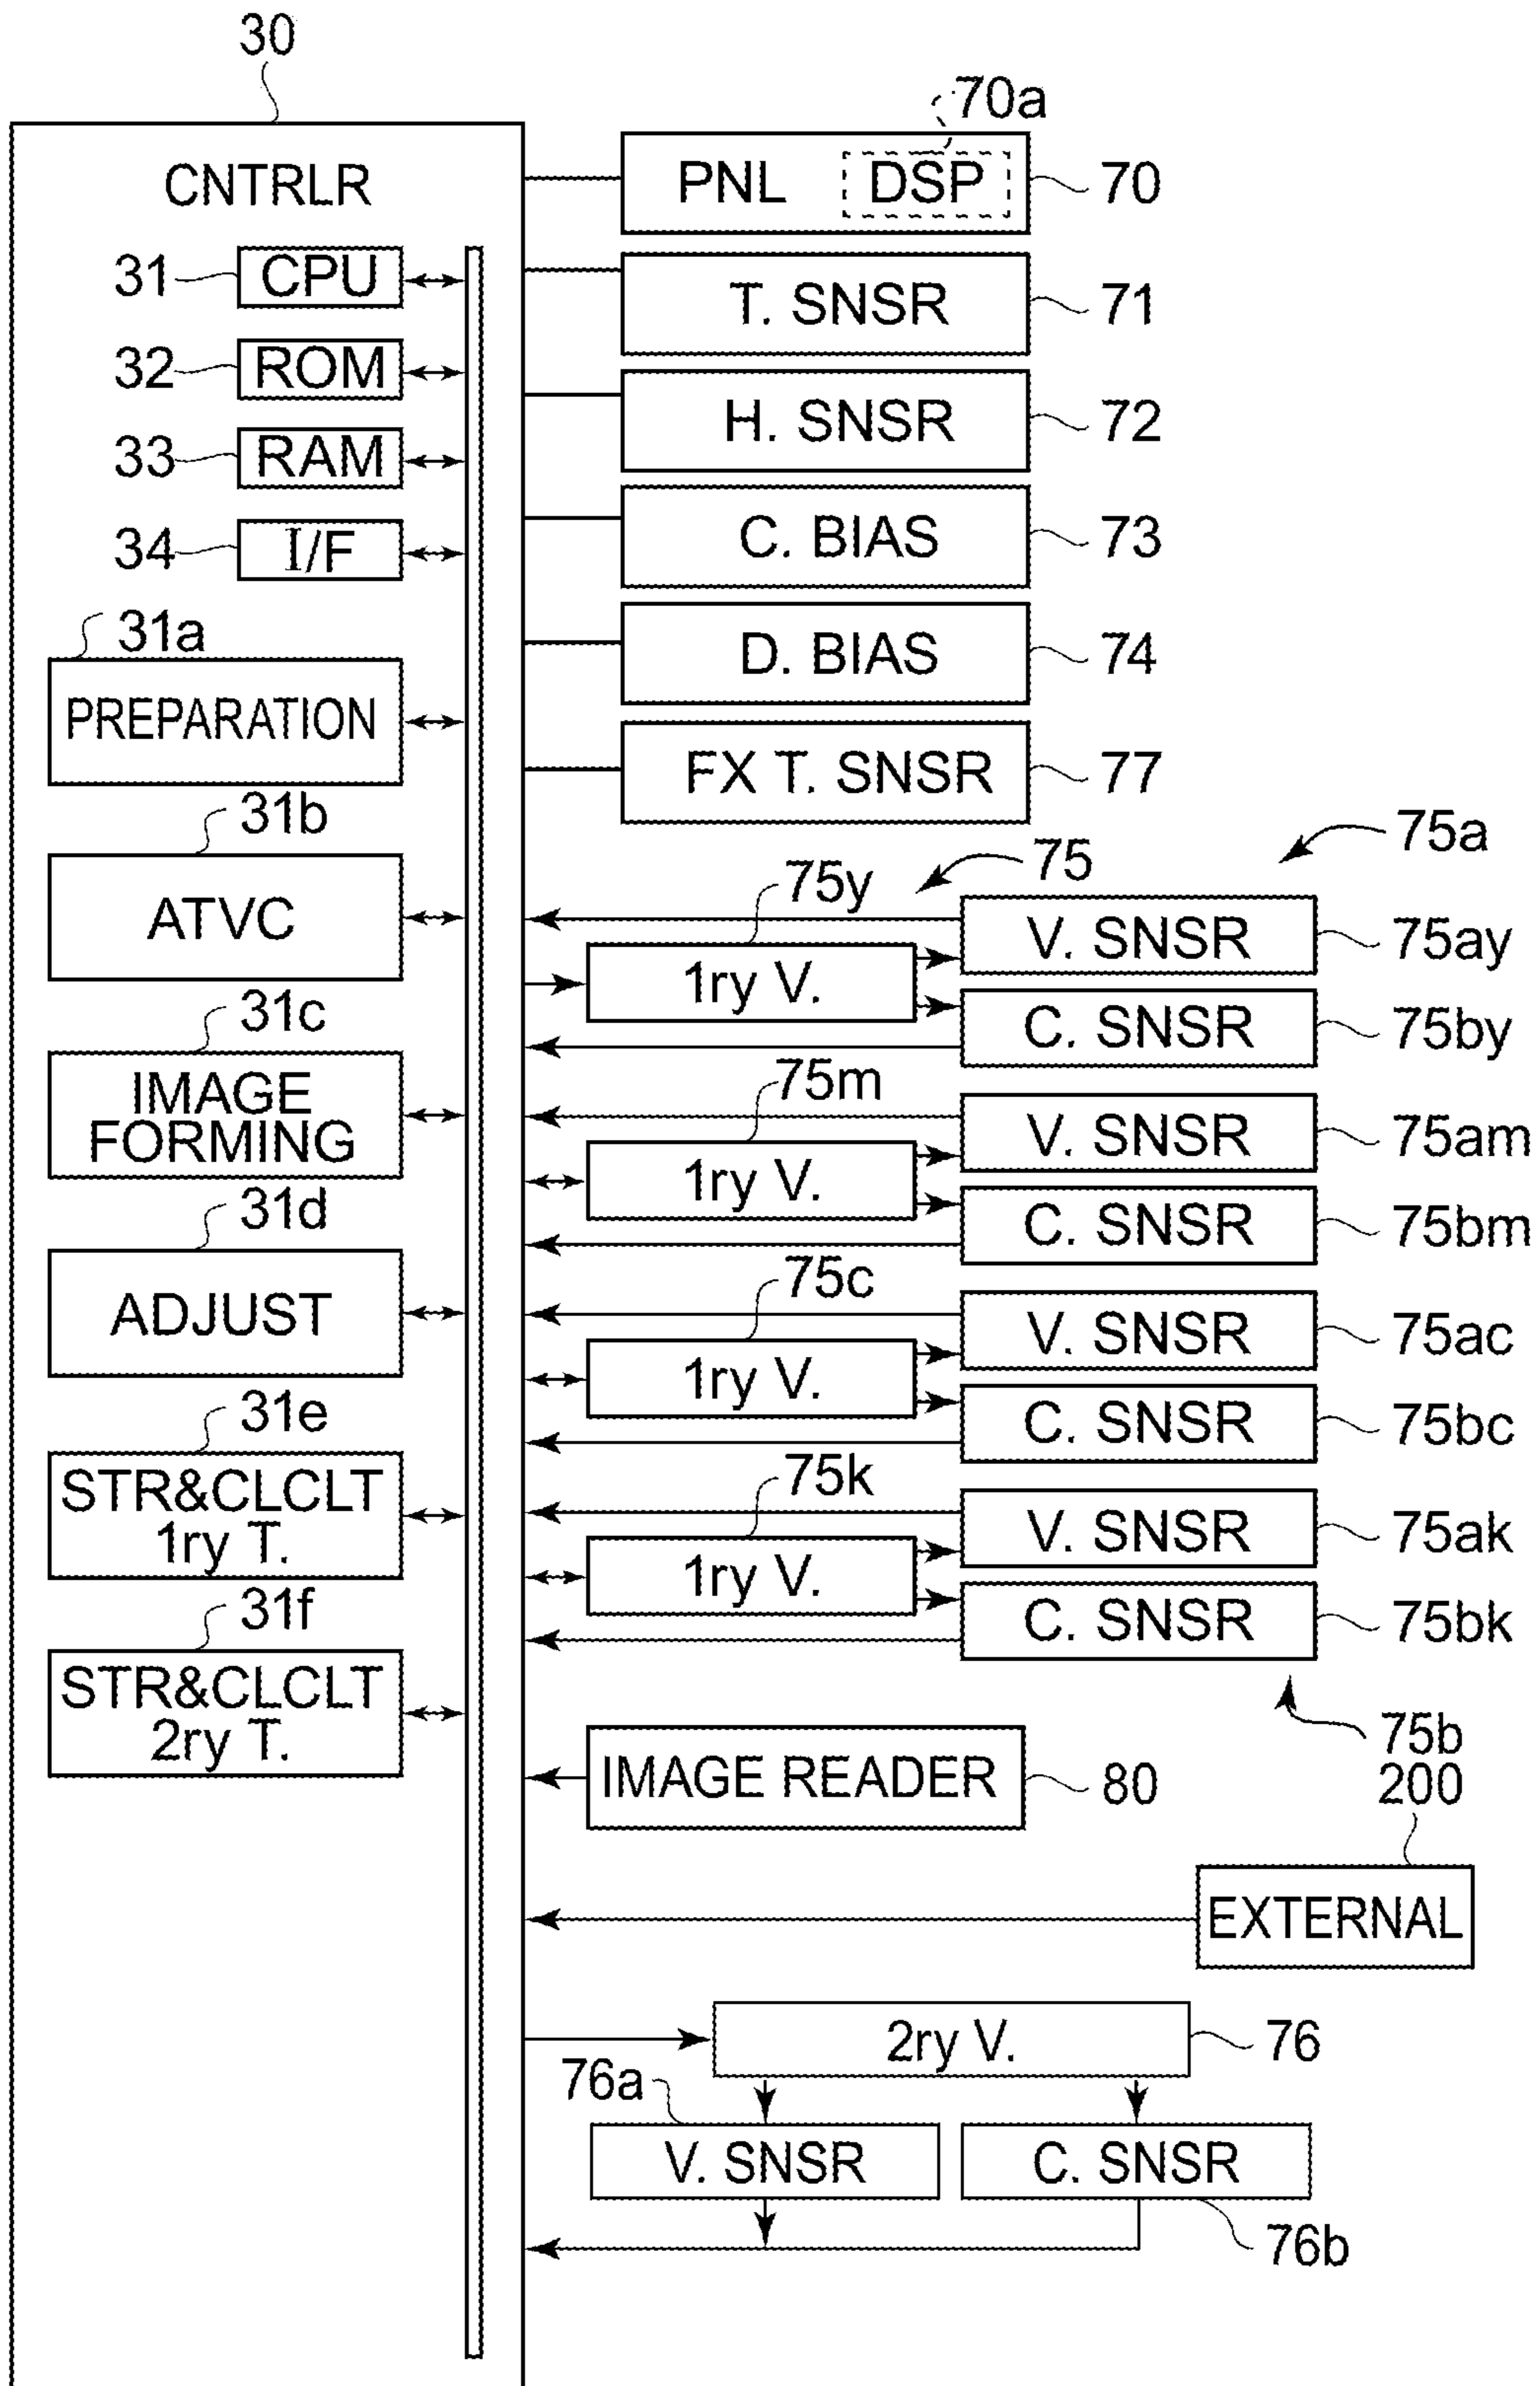 30
CNTRLR
70a
PNL DSP 70
31 CPU
T. SNSR 71
32 ROM
H. SNSR 72
33 RAM
34 I/F
C. BIAS 73
31a
PREPARATION
D. BIAS 74
FX T. SNSR 77
31b
ATVC
75a
75
75y
V. SNSR 75ay
1ry V.
C. SNSR 75by
31c
IMAGE
FORMING
75m
V. SNSR 75am
1ry V.
C. SNSR 75bm
31d
ADJUST
75c
V. SNSR 75ac
1ry V.
C. SNSR 75bc
31e
STR&CLCLT
1ry T.
75k
V. SNSR 75ak
1ry V.
C. SNSR 75bk
31f
STR&CLCLT
2ry T.
75b
IMAGE READER 80
200
EXTERNAL
2ry V. 76
76a
V. SNSR
C. SNSR
76b